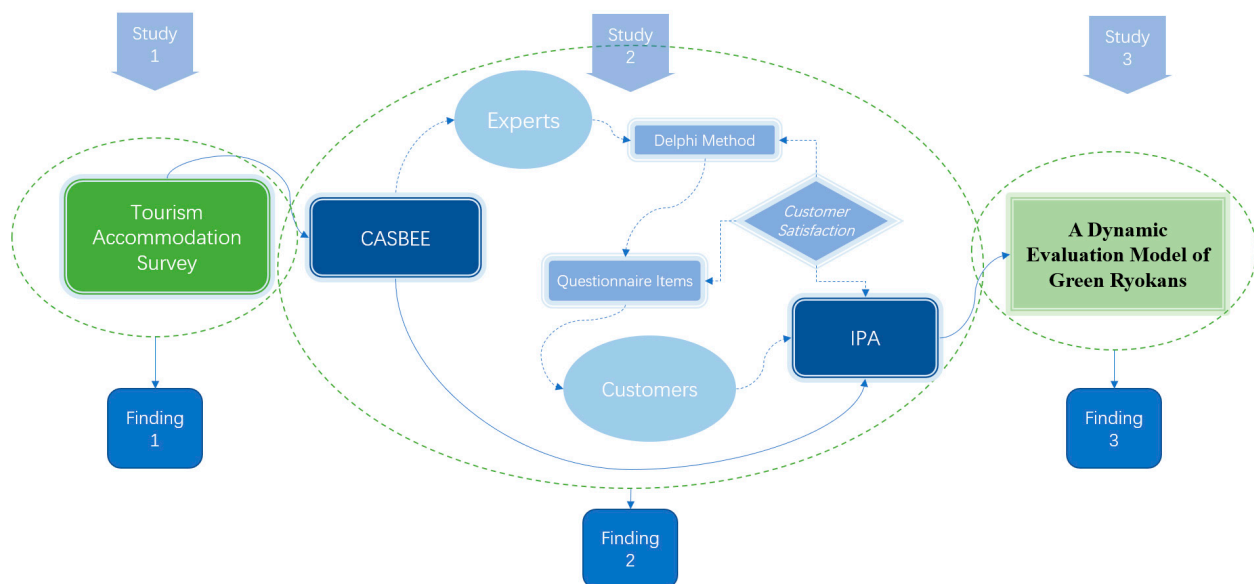 Study
1
Study
2
Study
3
Experts
Delphi Method
Tourism
Accommodation
Survey
CASBEE
Customer
Satisfaction
A Dynamic
Evaluation Model of
Green Ryokans
Questionnaire Items
IPA
Customers
Finding
1
Finding
3
Finding
2